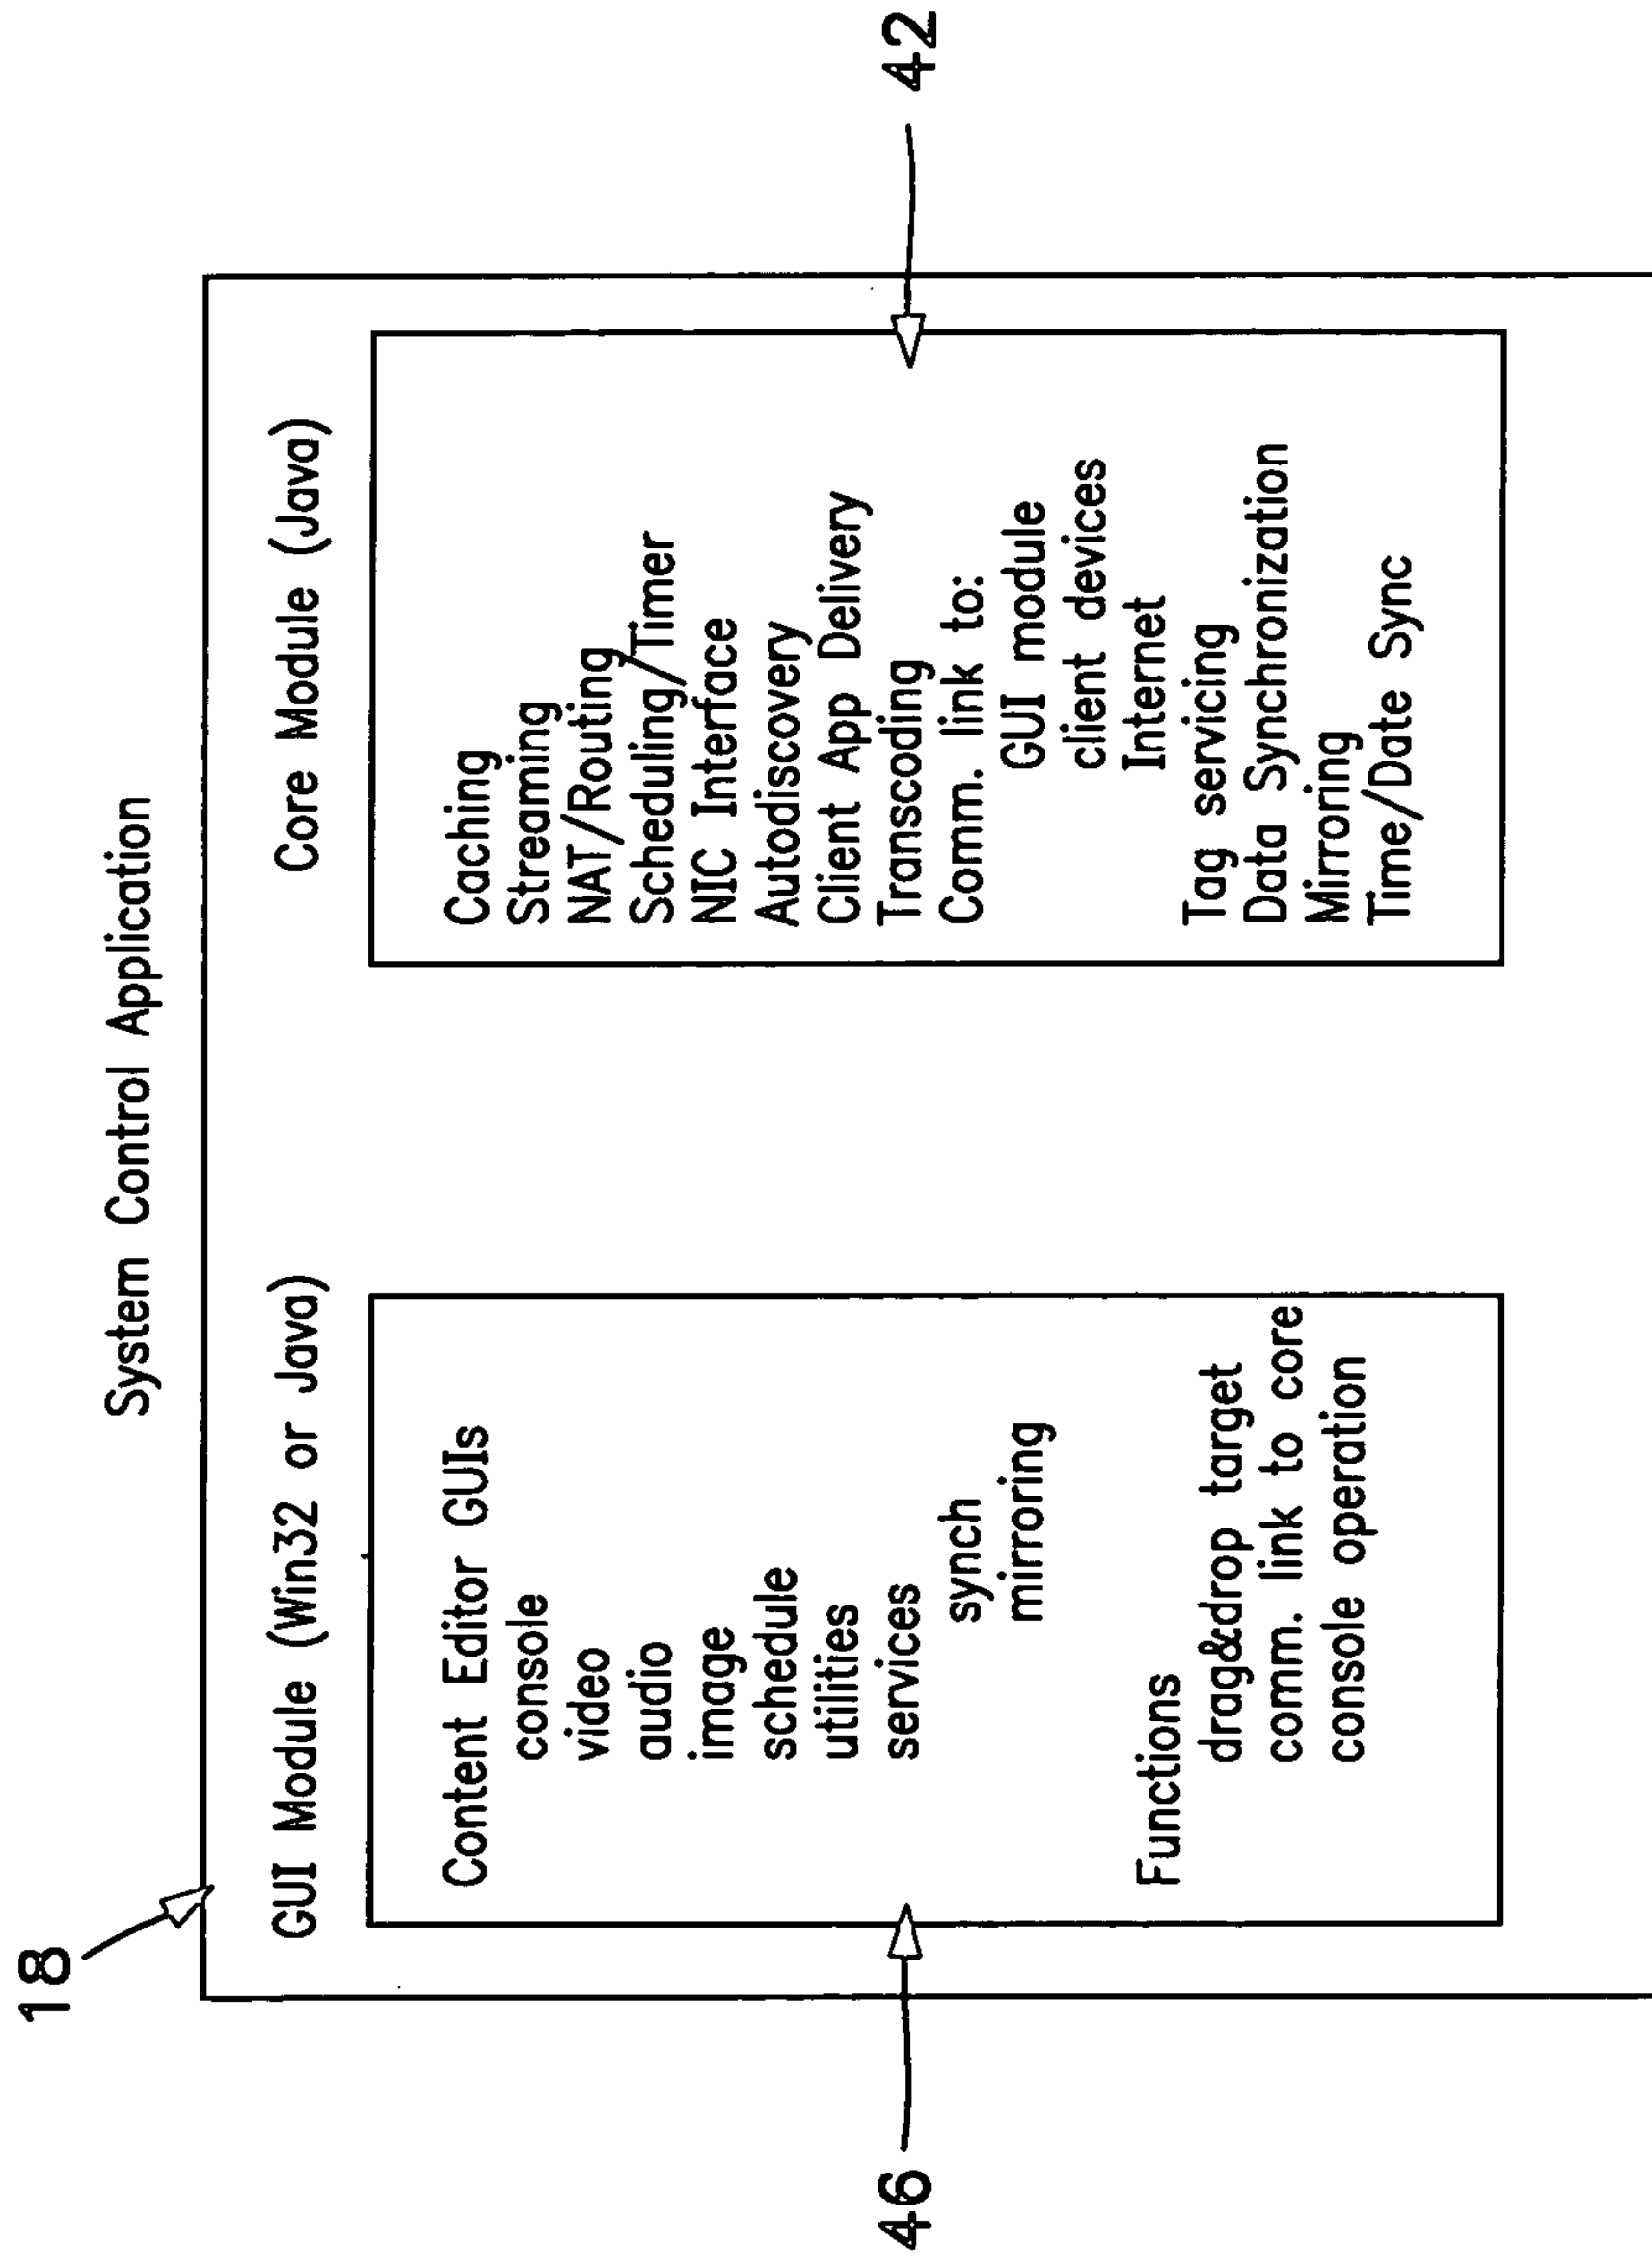 System Control Application
18
GUI Module (Win32 or Java)
Content Editor GUIs
console
video
audio
image
schedule
utilities
services
synch
mirroring
Functions
drag&drop target
comm. link to core
console operation
46
Core Module (Java)
Caching
Streaming
NAT/Routing
Scheduling/Timer
NIC Interface
Autodiscovery
Client App Delivery
Transcoding
Comm. link to:
GUI module
client devices
Internet
Tag servicing
Data Synchronization
Mirroring
Time/Date Sync
42